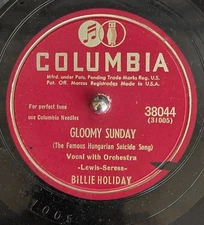 COLUMBIA
Mfrd. under Pats. Pending Trade Marks Reg. U. S.
Pat. Off. Marcas Registradas Made in U. S. A.
For perfect tone
use Columbia Needles
38044
(31005)
GLOOMY SUNDAY
(The Famous Hungarian Suicide Song)
Vocal with Orchestra
-Lewis-Seress-
BILLIE HOLIDAY